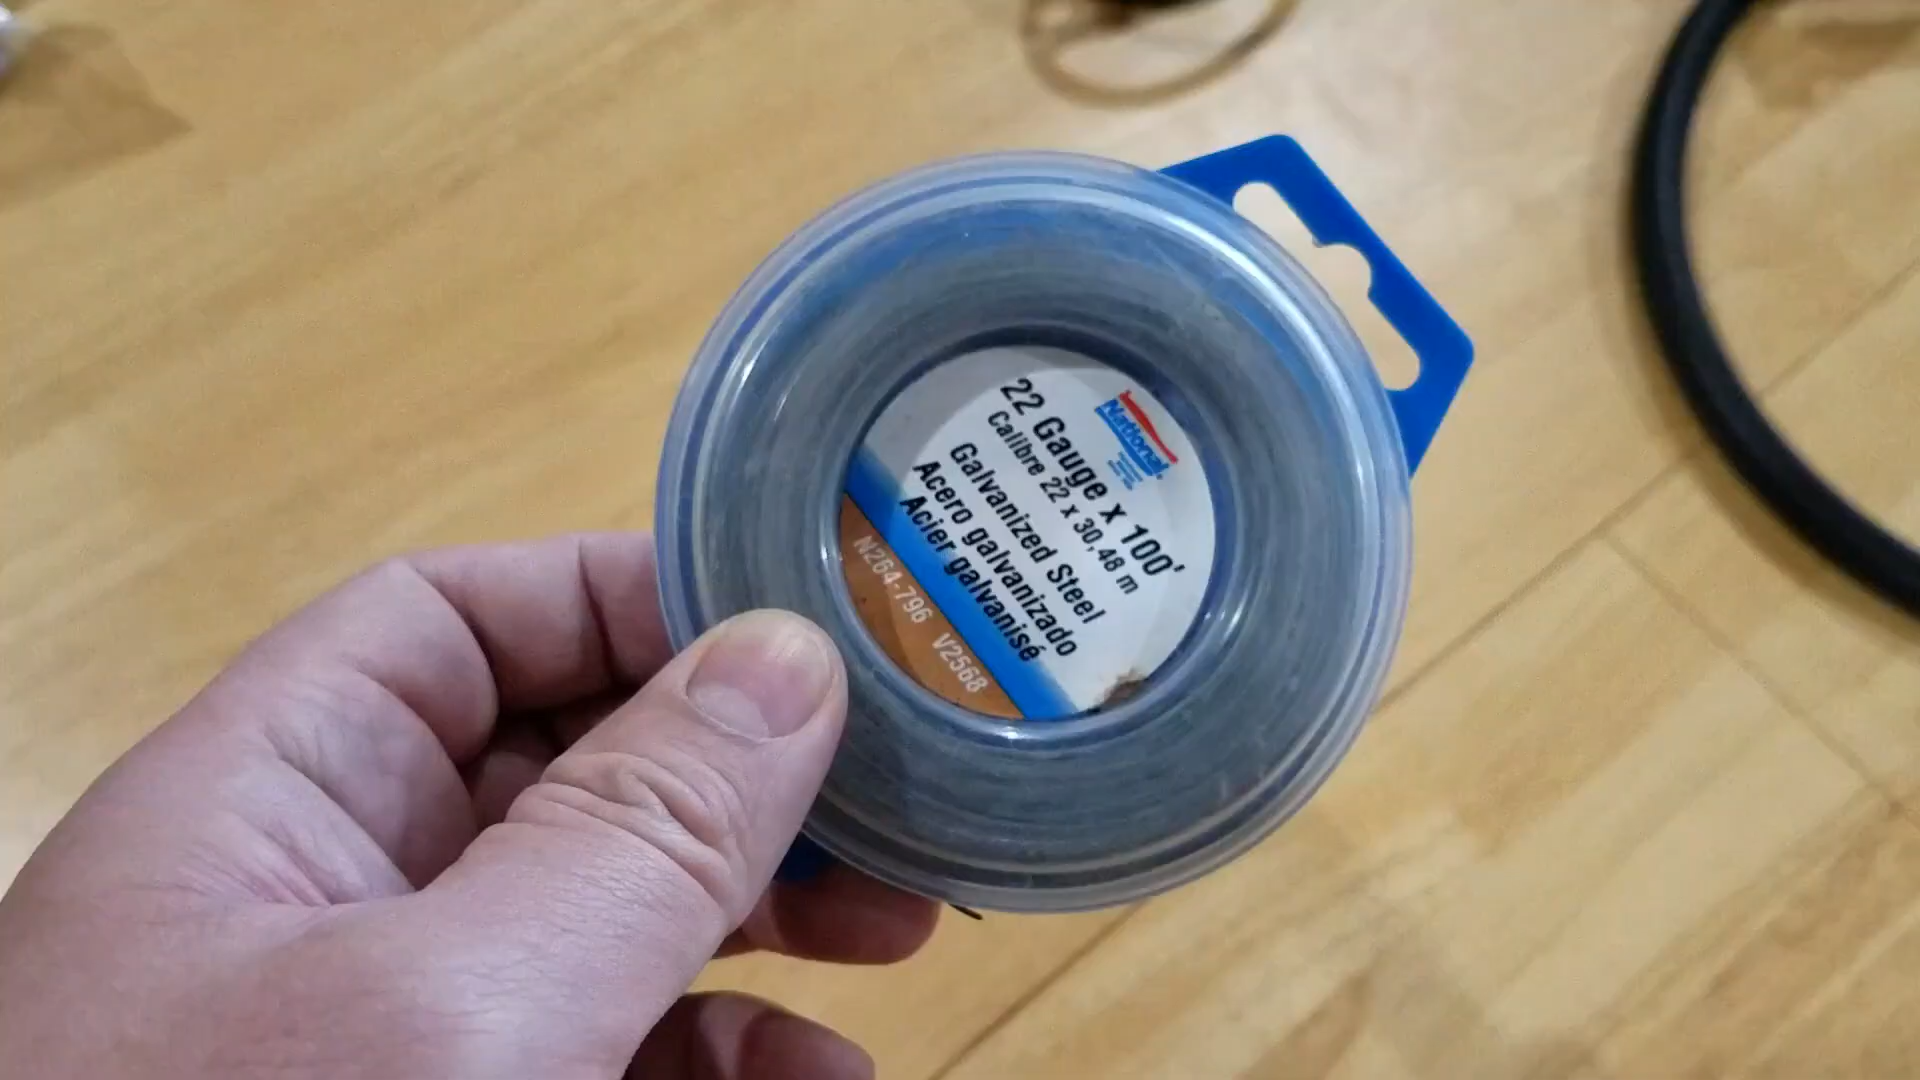 National
22 Gauge x 100'
Calibre 22 x 30,48 m
Galvanized Steel
Acero galvanizado
Acier galvanisé
N264-796 V2568